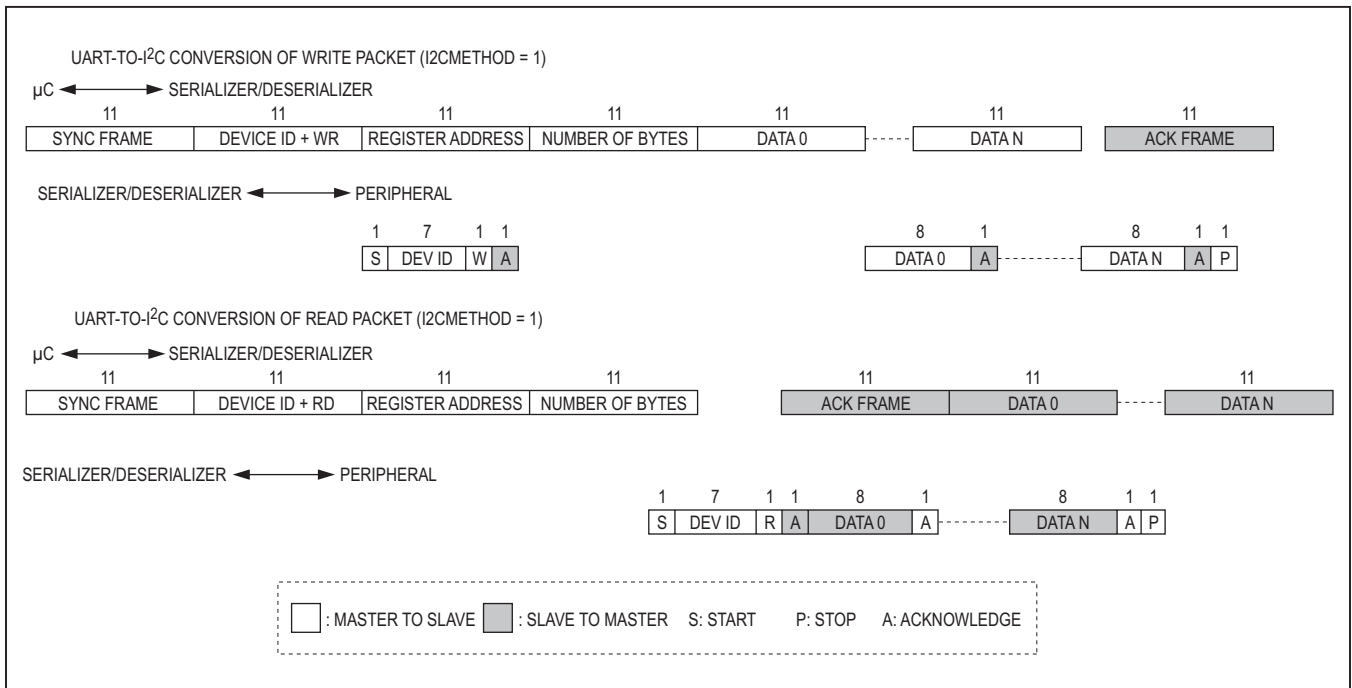 UART-TO-I2C CONVERSION OF WRITE PACKET (I2CMETHOD = 1)
µC SERIALIZER/DESERIALIZER
11 11 11 11 11 11 11
SYNC FRAME DEVICE ID + WR REGISTER ADDRESS NUMBER OF BYTES DATA 0 DATA N ACK FRAME
SERIALIZER/DESERIALIZER PERIPHERAL
1 7 1 1 8 1 8 1 1
S DEV ID W A DATA 0 A DATA N A P
UART-TO-I2C CONVERSION OF READ PACKET (I2CMETHOD = 1)
µC SERIALIZER/DESERIALIZER
11 11 11 11 11 11 11
SYNC FRAME DEVICE ID + RD REGISTER ADDRESS NUMBER OF BYTES ACK FRAME DATA 0 DATA N
SERIALIZER/DESERIALIZER PERIPHERAL
1 7 1 1 8 1 8 1 1
S DEV ID R A DATA 0 A DATA N A P
: MASTER TO SLAVE : SLAVE TO MASTER S: START P: STOP A: ACKNOWLEDGE